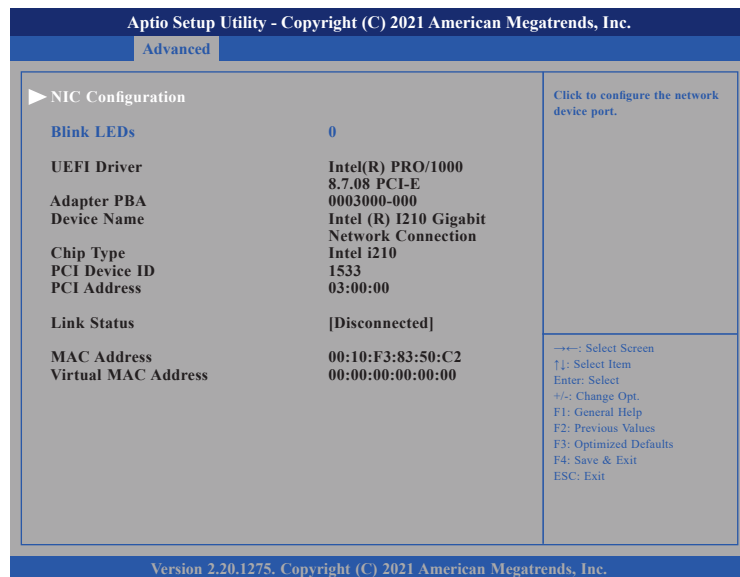 Aptio Setup Utility - Copyright (C) 2021 American Megatrends, Inc.
Advanced
NIC Configuration
Blink LEDs 0
UEFI Driver Intel(R) PRO/1000
8.7.08 PCI-E
Adapter PBA 0003000-000
Device Name Intel (R) I210 Gigabit
Network Connection
Chip Type Intel i210
PCI Device ID 1533
PCI Address 03:00:00
Link Status [Disconnected]
MAC Address 00:10:F3:83:50:C2
Virtual MAC Address 00:00:00:00:00:00
Click to configure the network
device port.
→←: Select Screen
↑↓: Select Item
Enter: Select
+/-: Change Opt.
F1: General Help
F2: Previous Values
F3: Optimized Defaults
F4: Save & Exit
ESC: Exit
Version 2.20.1275. Copyright (C) 2021 American Megatrends, Inc.